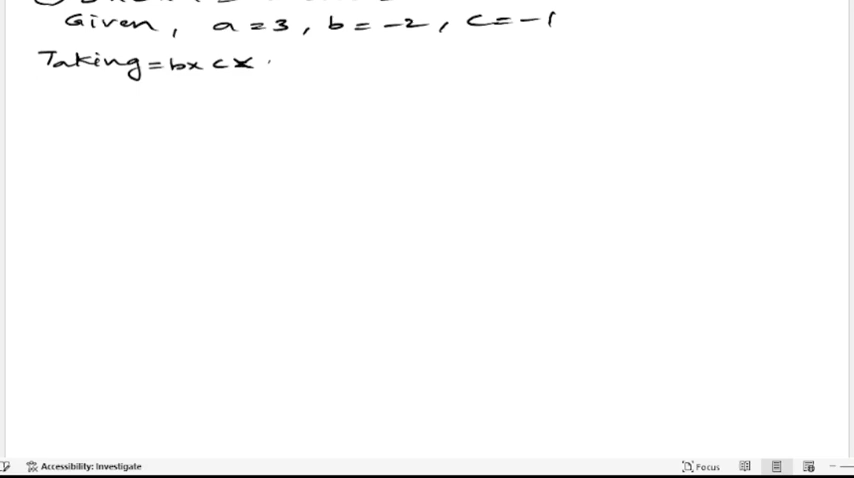 Given, a = 3, b = -2, c = -1
Taking = b× c×
Accessibility: Investigate
Focus